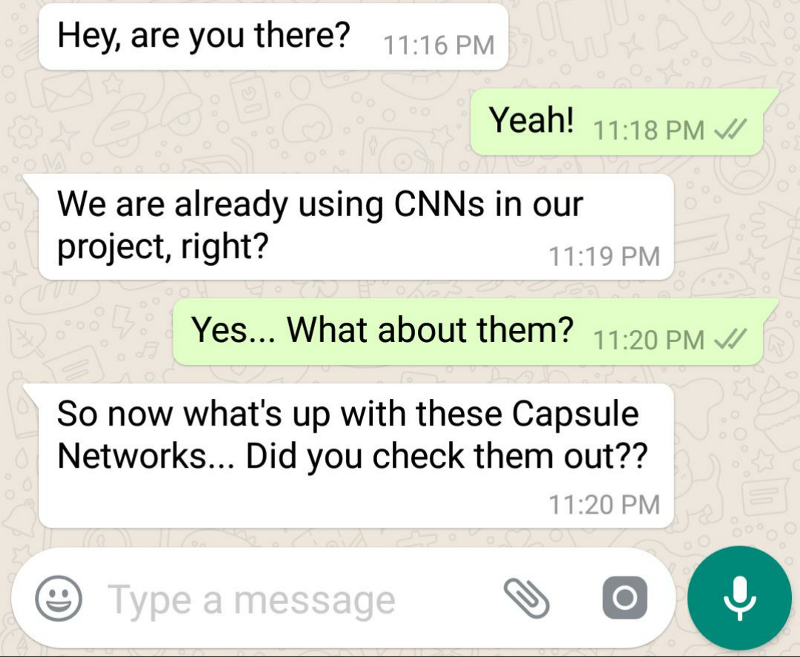 Hey, are you there? 11:16 PM
Yeah! 11:18 PM
We are already using CNNs in our
project, right? 11:19 PM
Yes... What about them? 11:20 PM
So now what's up with these Capsule
Networks... Did you check them out??
11:20 PM
Type a message